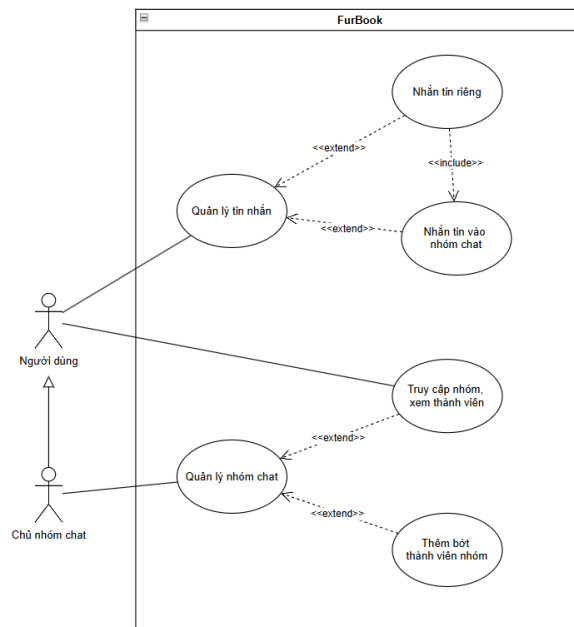 FurBook
Nhắn tin riêng
<<extend>>
<<include>>
Quản lý tin nhắn
<<extend>>
Nhắn tin vào
nhóm chat
Người dùng
Truy cập nhóm,
xem thành viên
<<extend>>
Quản lý nhóm chat
<<extend>>
Chủ nhóm chat
Thêm bớt
thành viên nhóm